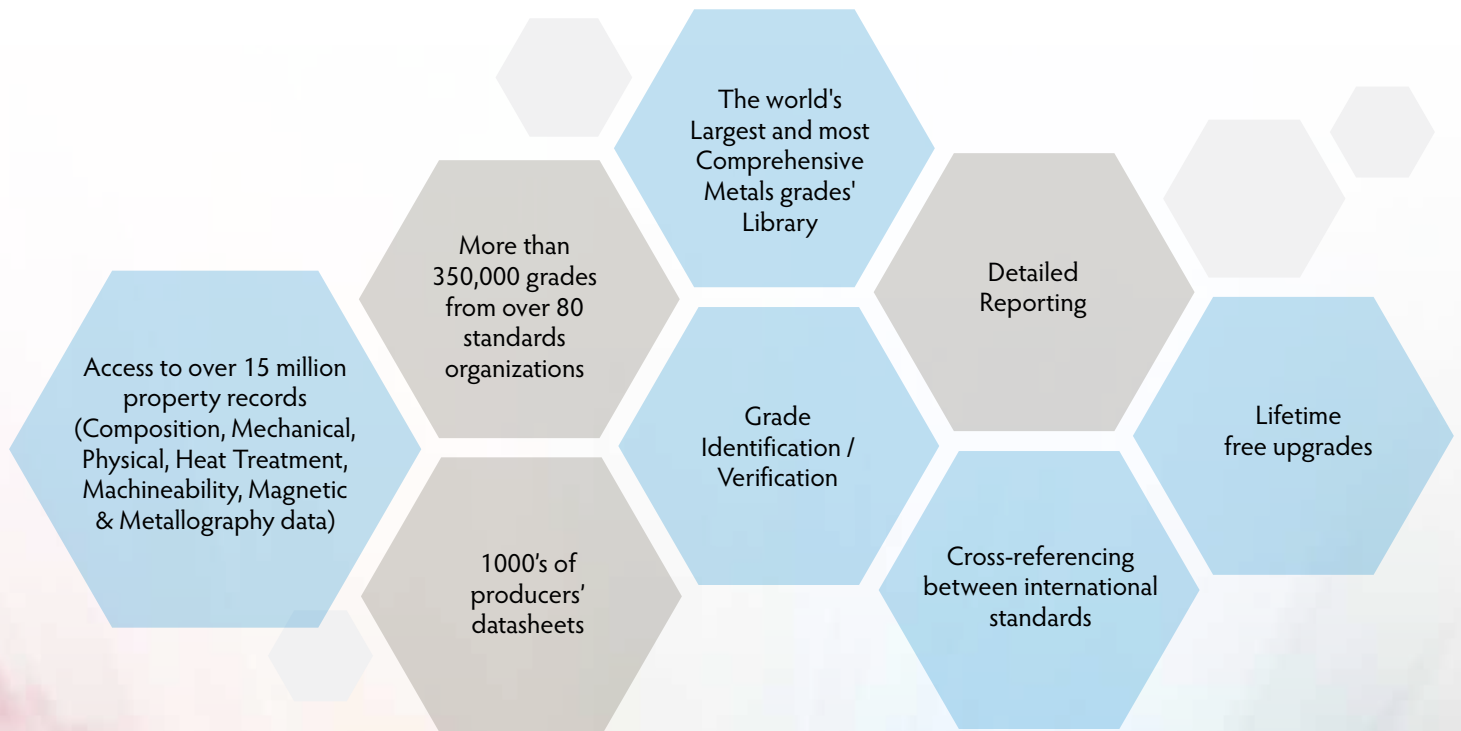 The world's
Largest and most
Comprehensive
Metals grades'
Library
More than
350,000 grades
from over 80
standards
organizations
Detailed
Reporting
Access to over 15 million
property records
(Composition, Mechanical,
Physical, Heat Treatment,
Machineability, Magnetic
& Metallography data)
Grade
Identification /
Verification
Lifetime
free upgrades
1000’s of
producers’
datasheets
Cross-referencing
between international
standards